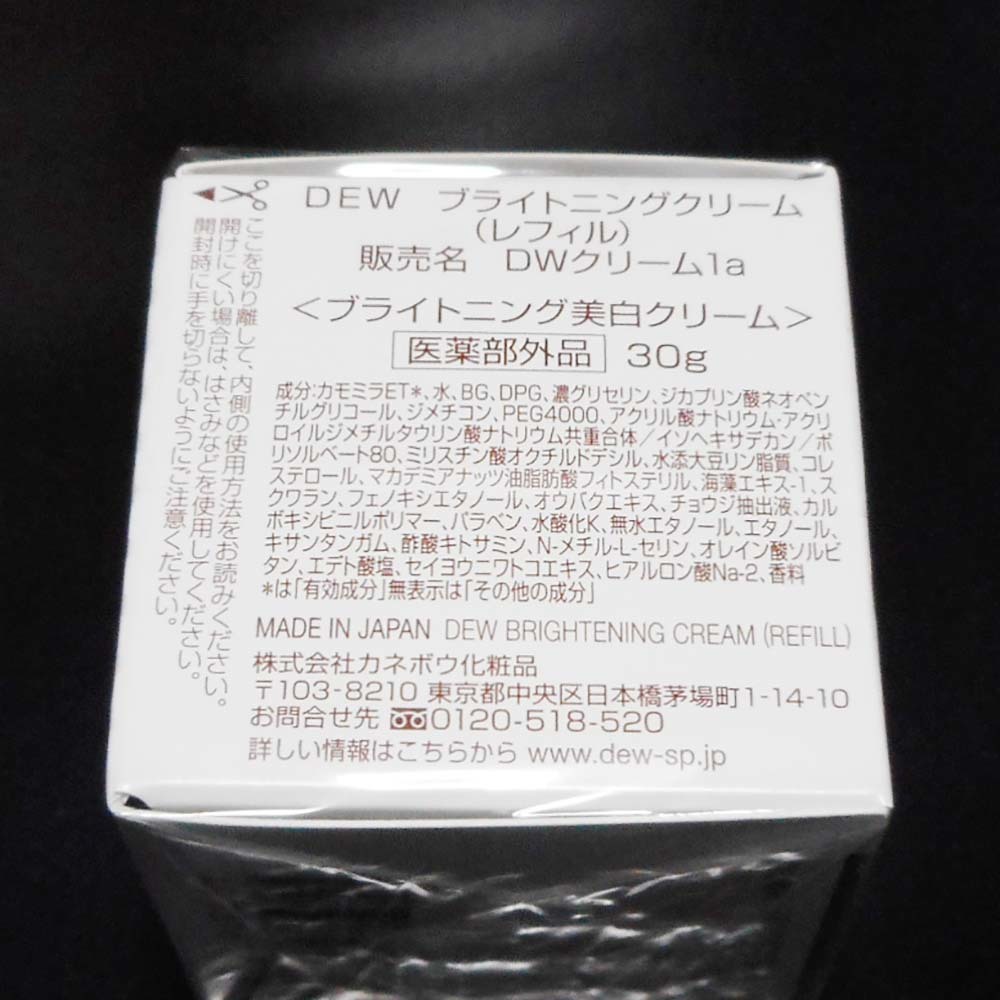 DEW ブライトニングクリーム
(レフィル)
販売名 DWクリーム1a
＜ブライトニング美白クリーム＞
医薬部外品 30g
成分:カモミラET*、水、BG、DPG、濃グリセリン、ジカプリン酸ネオペン
チルグリコール、ジメチコン、PEG4000、アクリル酸ナトリウム・アクリ
ロイルジメチルタウリン酸ナトリウム共重合体/イソヘキサデカン/ポ
リソルベート80、ミリスチン酸オクチルドデシル、水添大豆リン脂質、コレ
ステロール、マカデミアナッツ油脂肪酸フィトステリル、海藻エキス-1、ス
クワラン、フェノキシエタノール、オウバクエキス、チョウジ抽出液、カル
ボキシビニルポリマー、パラベン、水酸化K、無水エタノール、エタノール、
キサンタンガム、酢酸キトサミン、N-メチル-L-セリン、オレイン酸ソルビ
タン、エデト酸塩、セイヨウニワトコエキス、ヒアルロン酸Na-2、香料
*は「有効成分」無表示は「その他の成分」
MADE IN JAPAN DEW BRIGHTENING CREAM (REFILL)
株式会社カネボウ化粧品
〒103-8210 東京都中央区日本橋茅場町1-14-10
お問合せ先 0120-518-520
詳しい情報はこちらから www.dew-sp.jp
ここを切り離して、内側の使用方法をお読みください。
開けにくい場合は、はさみなどを使用してください。
開封時に手を切らないようにご注意ください。